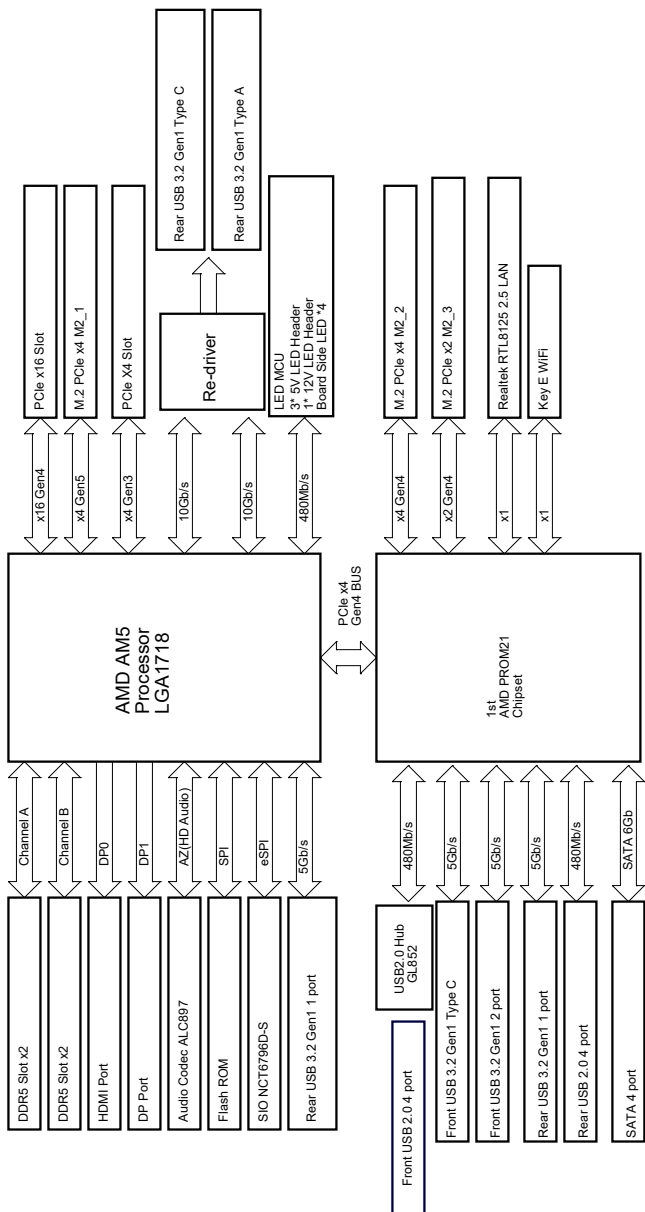 Rear USB 3.2 Gen1 Type C
Rear USB 3.2 Gen1 Type A
PCIe x16 Slot
M.2 PCIe x4 M2_1
PCIe X4 Slot
Re-driver
LED MCU
3* 5V LED Header
1* 12V LED Header
Board Side LED *4
M.2 PCIe x4 M2_2
M.2 PCIe x2 M2_3
Realtek RTL8125 2.5 LAN
Key E WiFi
x16 Gen4
x4 Gen5
x4 Gen3
10Gb/s
10Gb/s
480Mb/s
x4 Gen4
x2 Gen4
x1
x1
AMD AM5
Processor
LGA1718
PCIe x4
Gen4 BUS
1st
AMD PROM21
Chipset
Channel A
Channel B
DP0
DP1
AZ(HD Audio)
SPI
eSPI
5Gb/s
480Mb/s
5Gb/s
5Gb/s
5Gb/s
480Mb/s
SATA 6Gb
DDR5 Slot x2
DDR5 Slot x2
HDMI Port
DP Port
Audio Codec ALC897
Flash ROM
SIO NCT6796D-S
Rear USB 3.2 Gen1 1 port
USB2.0 Hub
GL852
Front USB 2.0 4 port
Front USB 3.2 Gen1 Type C
Front USB 3.2 Gen1 2 port
Rear USB 3.2 Gen1 1 port
Rear USB 2.0 4 port
SATA 4 port